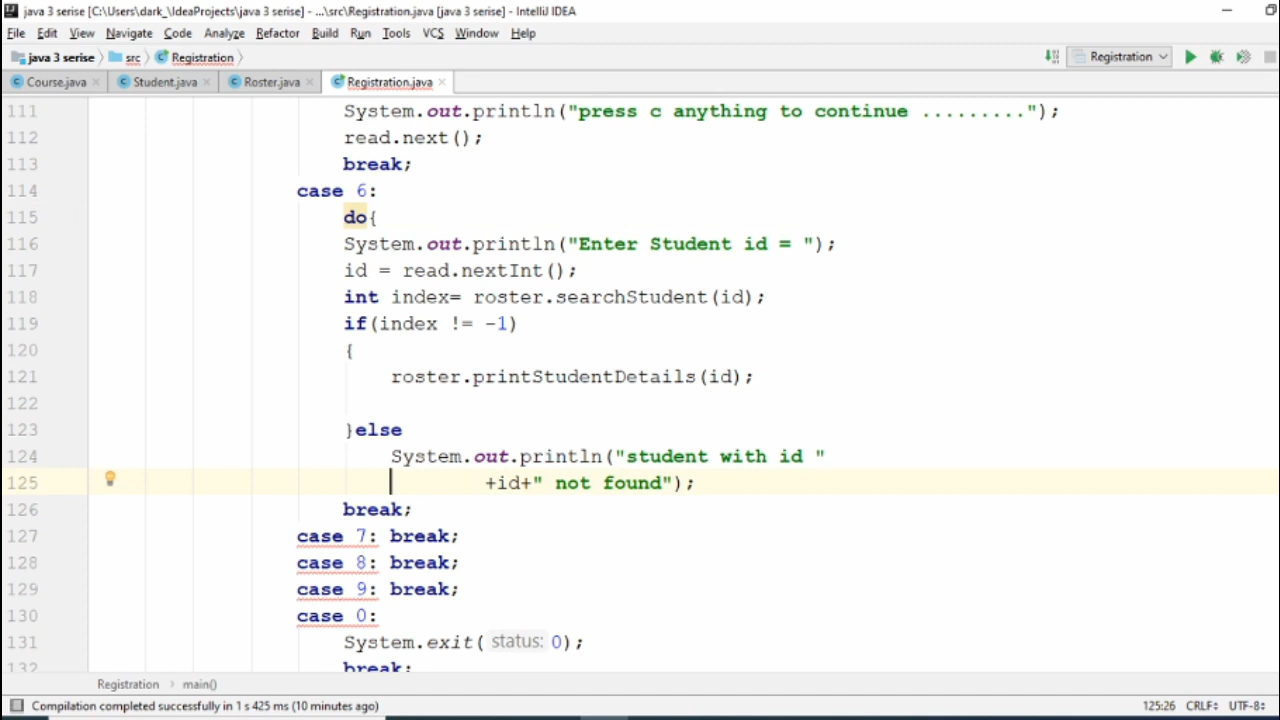 java 3 serise [C:\Users\dark_\IdeaProjects\java 3 serise] - ...\src\Registration.java [java 3 serise] - IntelliJ IDEA
File Edit View Navigate Code Analyze Refactor Build Run Tools VCS Window Help
java 3 serise src Registration Registration
Course.java Student.java Roster.java Registration.java
111 System.out.println("press c anything to continue .........");
112 read.next();
113 break;
114 case 6:
115 do{
116 System.out.println("Enter Student id = ");
117 id = read.nextInt();
118 int index= roster.searchStudent(id);
119 if(index != -1)
120 {
121 roster.printStudentDetails(id);
122
123 }else
124 System.out.println("student with id "
125 +id+" not found");
126 break;
127 case 7: break;
128 case 8: break;
129 case 9: break;
130 case 0:
131 System.exit( status: 0);
132 break;
Registration main()
Compilation completed successfully in 1 s 425 ms (10 minutes ago) 125:26 CRLF UTF-8